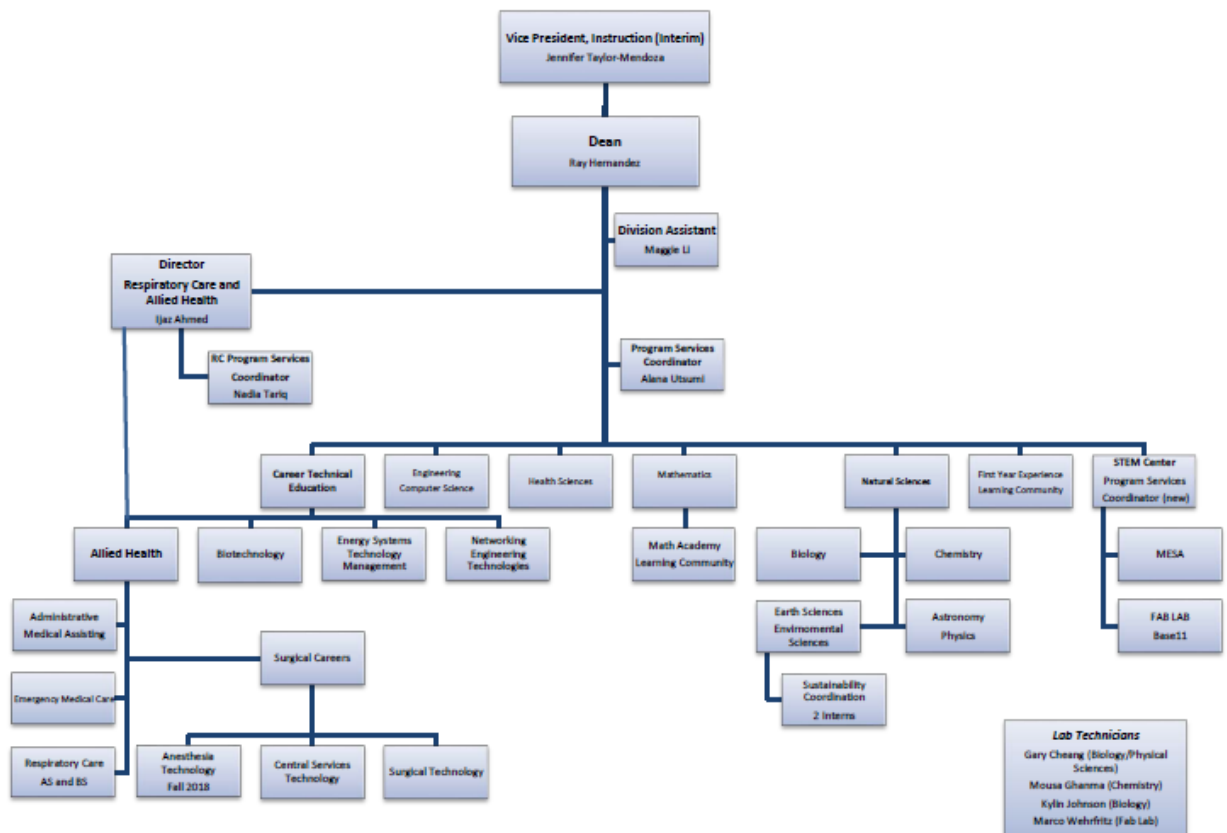 Vice President, Instruction (Interim)
Jennifer Taylor-Mendoza
Dean
Ray Hernandez
Division Assistant
Maggie Li
Director
Respiratory Care and
Allied Health
Ijaz Ahmed
RC Program Services
Coordinator
Nadia Tariq
Program Services
Coordinator
Alana Utsumi
Career Technical
Education
Engineering
Computer Science
Health Sciences
Mathematics
Natural Sciences
First Year Experience
Learning Community
STEM Center
Program Services
Coordinator (new)
Allied Health
Biotechnology
Energy Systems
Technology
Management
Networking
Engineering
Technologies
Math Academy
Learning Community
Biology
Chemistry
MESA
Administrative
Medical Assisting
Surgical Careers
Earth Sciences
Envirnomental
Sciences
Astronomy
Physics
FAB LAB
Base11
Emergency Medical Care
Sustainability
Coordination
2 Interns
Respiratory Care
AS and BS
Anesthesia
Technology
Fall 2018
Central Services
Technology
Surgical Technology
Lab Technicians
Gary Cheang (Biology/Physical
Sciences)
Mousa Ghanma (Chemistry)
Kylin Johnson (Biology)
Marco Wehrfritz (Fab Lab)